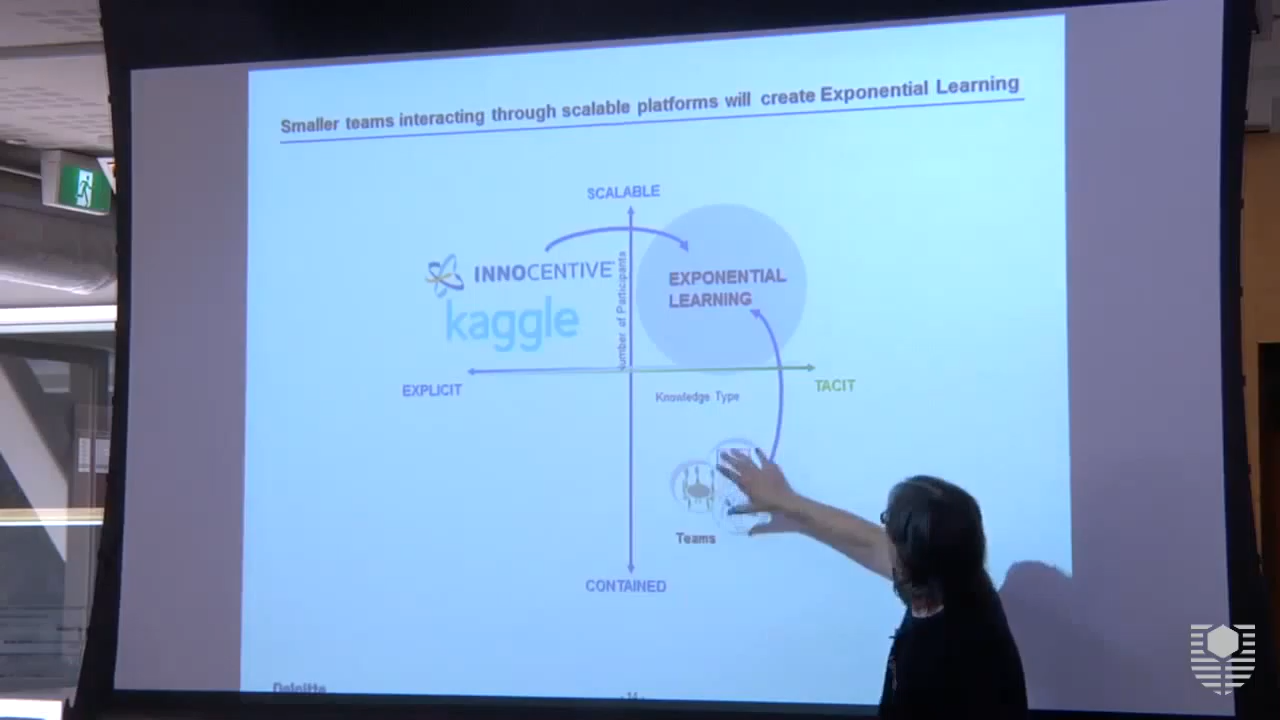 Smaller teams interacting through scalable platforms will create Exponential Learning
SCALABLE
INNOCENTIVE
kaggle
Number of Participants
EXPONENTIAL
LEARNING
EXPLICIT
TACIT
Knowledge Type
Teams
CONTAINED
Deloitte
- 14 -